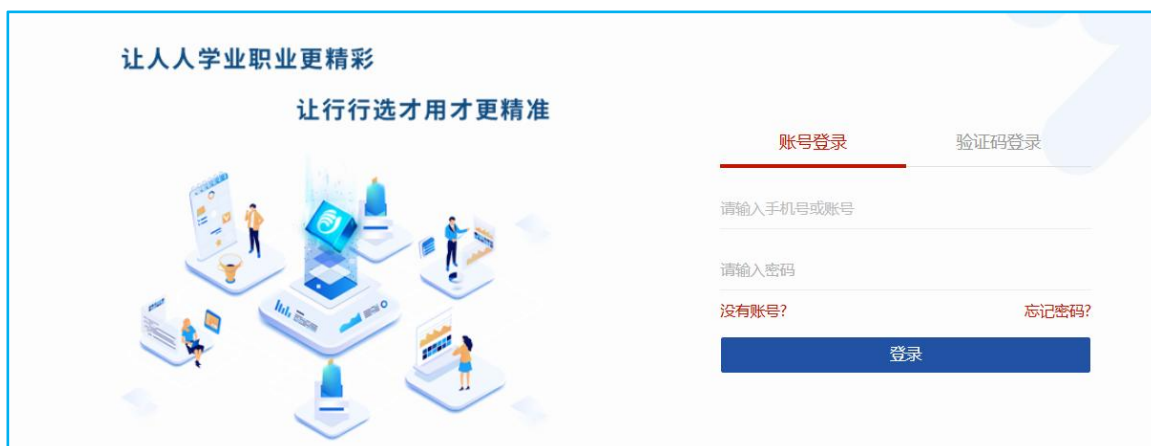 让人人学业职业更精彩
让行行选才用才更精准
账号登录
验证码登录
请输入手机号或账号
请输入密码
没有账号?
忘记密码?
登录